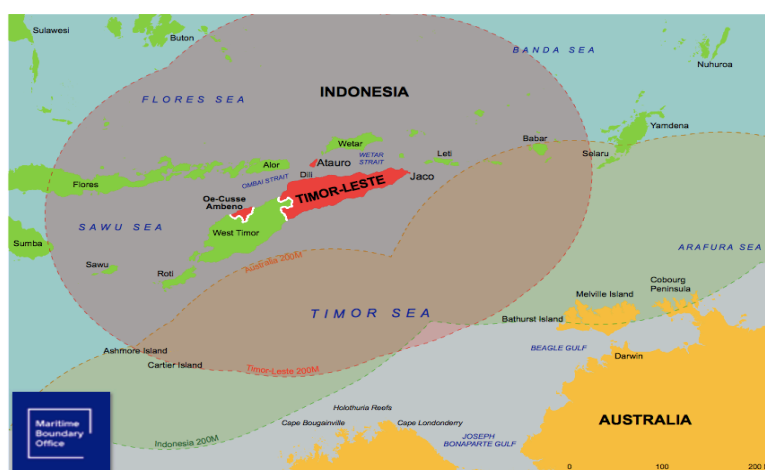 Sulawesi
Buton
BANDA SEA
Nuhuroa
INDONESIA
FLORES SEA
Yamdena
Wetar
Babar
WETAR
STRAIT
Leti
Selaru
Alor
Atauro
Dili
Jaco
OMBAI STRAIT
Flores
TIMOR-LESTE
Oe-Cusse
Ambeno
SAWU SEA
West Timor
Sumba
ARAFURA SEA
Sawu
Roti
Australia 200M
Cobourg
Peninsula
Melville Island
TIMOR SEA
Bathurst Island
Ashmore Island
BEAGLE GULF
Darwin
Cartier Island
Timor-Leste 200M
Maritime
Boundary
Office
Holothuria Reefs
Cape Bougainville
Cape Londonderry
AUSTRALIA
JOSEPH
BONAPARTE GULF
Indonesia 200M
0 100 200